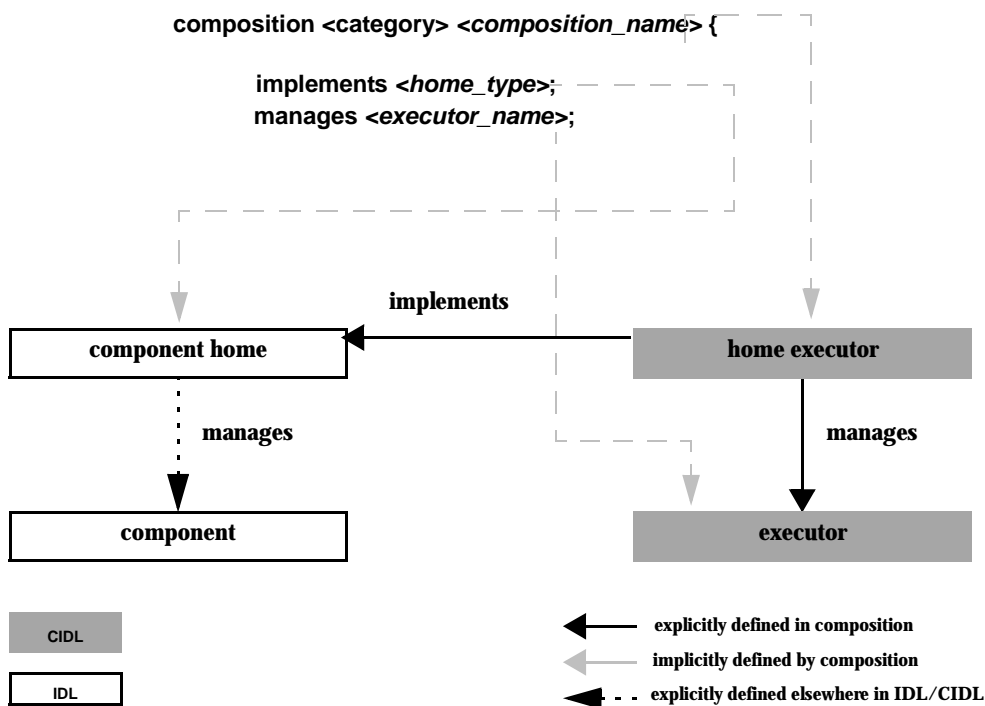 composition <category> <composition_name> {
implements <home_type>;
manages <executor_name>;
implements
component home
home executor
manages
manages
component
executor
CIDL
explicitly defined in composition
implicitly defined by composition
IDL
explicitly defined elsewhere in IDL/CIDL